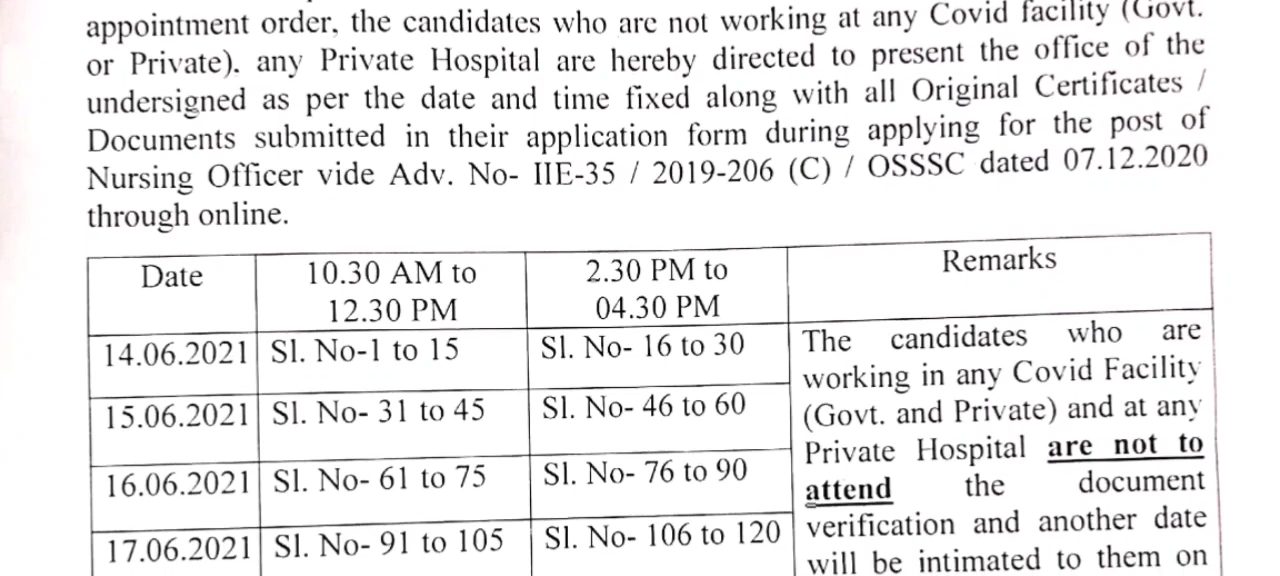 appointment order, the candidates who are not working at any Covid facility (Govt.
or Private). any Private Hospital are hereby directed to present the office of the
undersigned as per the date and time fixed along with all Original Certificates /
Documents submitted in their application form during applying for the post of
Nursing Officer vide Adv. No- IIE-35 / 2019-206 (C) / OSSSC dated 07.12.2020
through online.
Date
10.30 AM to
12.30 PM
2.30 PM to
04.30 PM
Remarks
14.06.2021
Sl. No-1 to 15
Sl. No- 16 to 30
15.06.2021
Sl. No- 31 to 45
Sl. No- 46 to 60
16.06.2021
Sl. No- 61 to 75
Sl. No- 76 to 90
17.06.2021
Sl. No- 91 to 105
Sl. No- 106 to 120
The candidates who are
working in any Covid Facility
(Govt. and Private) and at any
Private Hospital are not to
attend the document
verification and another date
will be intimated to them on